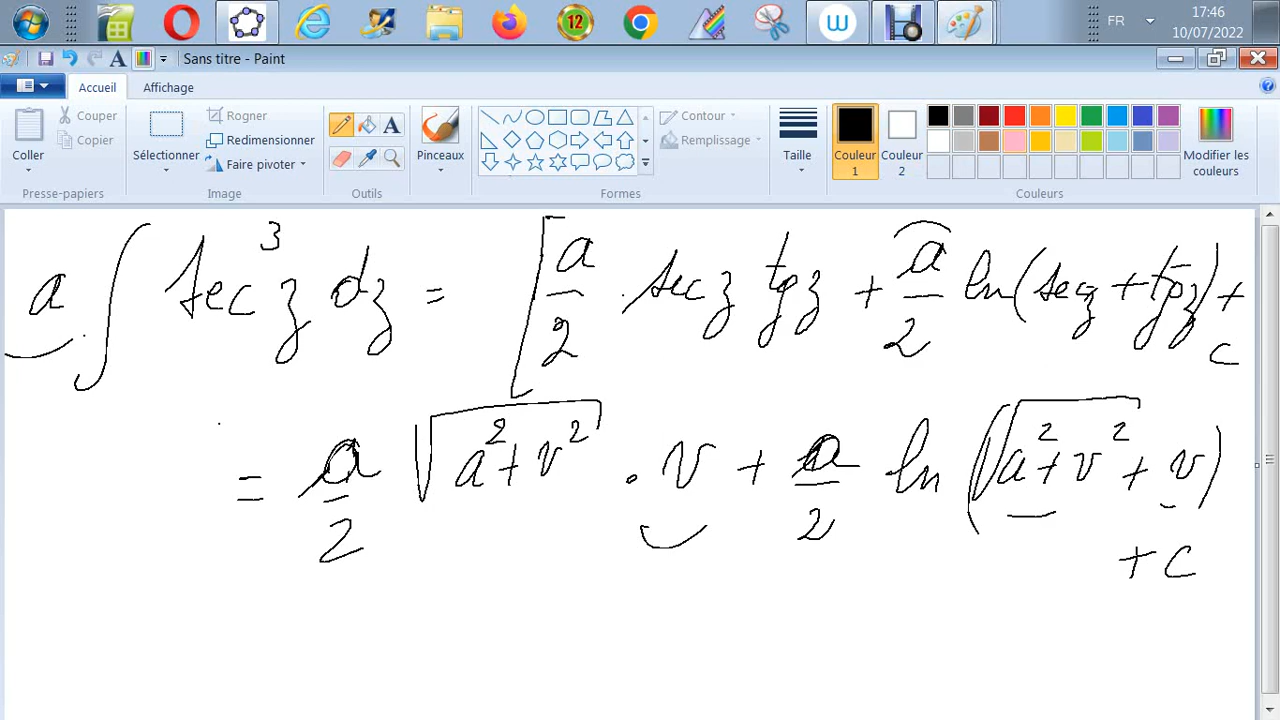 12
W
FR
17:46
10/07/2022
Sans titre - Paint
Accueil
Affichage
Coller
Couper
Copier
Presse-papiers
Sélectionner
Rogner
Redimensionner
Faire pivoter
Image
A
Outils
Pinceaux
Contour
Remplissage
Formes
Taille
Couleur 1
Couleur 2
Modifier les couleurs
Couleurs
a ∫ sec³ z dz = [ a/2 . sec z tg z + a/2 ln(sec z + tg z) + c
= a/2 √(a² + v²) . v + a/2 ln(√(a² + v²) + v)
+ c